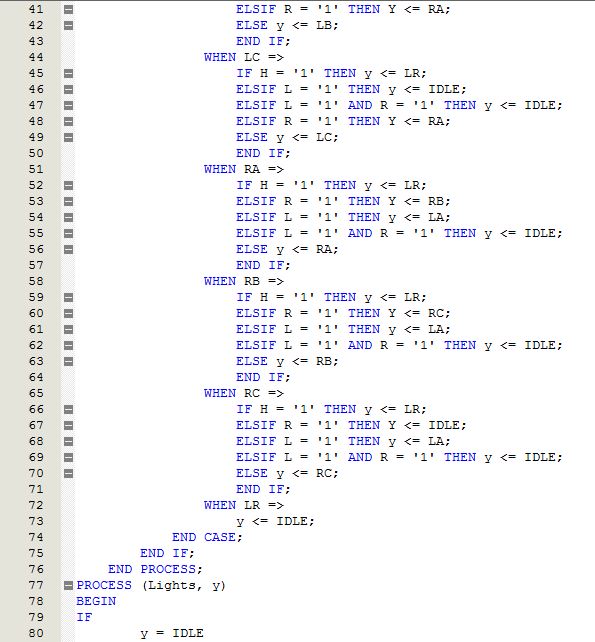 41 ELSIF R = '1' THEN Y <= RA;
42 ELSE y <= LB;
43 END IF;
44 WHEN LC =>
45 IF H = '1' THEN y <= LR;
46 ELSIF L = '1' THEN y <= IDLE;
47 ELSIF L = '1' AND R = '1' THEN y <= IDLE;
48 ELSIF R = '1' THEN Y <= RA;
49 ELSE y <= LC;
50 END IF;
51 WHEN RA =>
52 IF H = '1' THEN y <= LR;
53 ELSIF R = '1' THEN Y <= RB;
54 ELSIF L = '1' THEN y <= LA;
55 ELSIF L = '1' AND R = '1' THEN y <= IDLE;
56 ELSE y <= RA;
57 END IF;
58 WHEN RB =>
59 IF H = '1' THEN y <= LR;
60 ELSIF R = '1' THEN Y <= RC;
61 ELSIF L = '1' THEN y <= LA;
62 ELSIF L = '1' AND R = '1' THEN y <= IDLE;
63 ELSE y <= RB;
64 END IF;
65 WHEN RC =>
66 IF H = '1' THEN y <= LR;
67 ELSIF R = '1' THEN Y <= IDLE;
68 ELSIF L = '1' THEN y <= LA;
69 ELSIF L = '1' AND R = '1' THEN y <= IDLE;
70 ELSE y <= RC;
71 END IF;
72 WHEN LR =>
73 y <= IDLE;
74 END CASE;
75 END IF;
76 END PROCESS;
77 PROCESS (Lights, y)
78 BEGIN
79 IF
80 y = IDLE